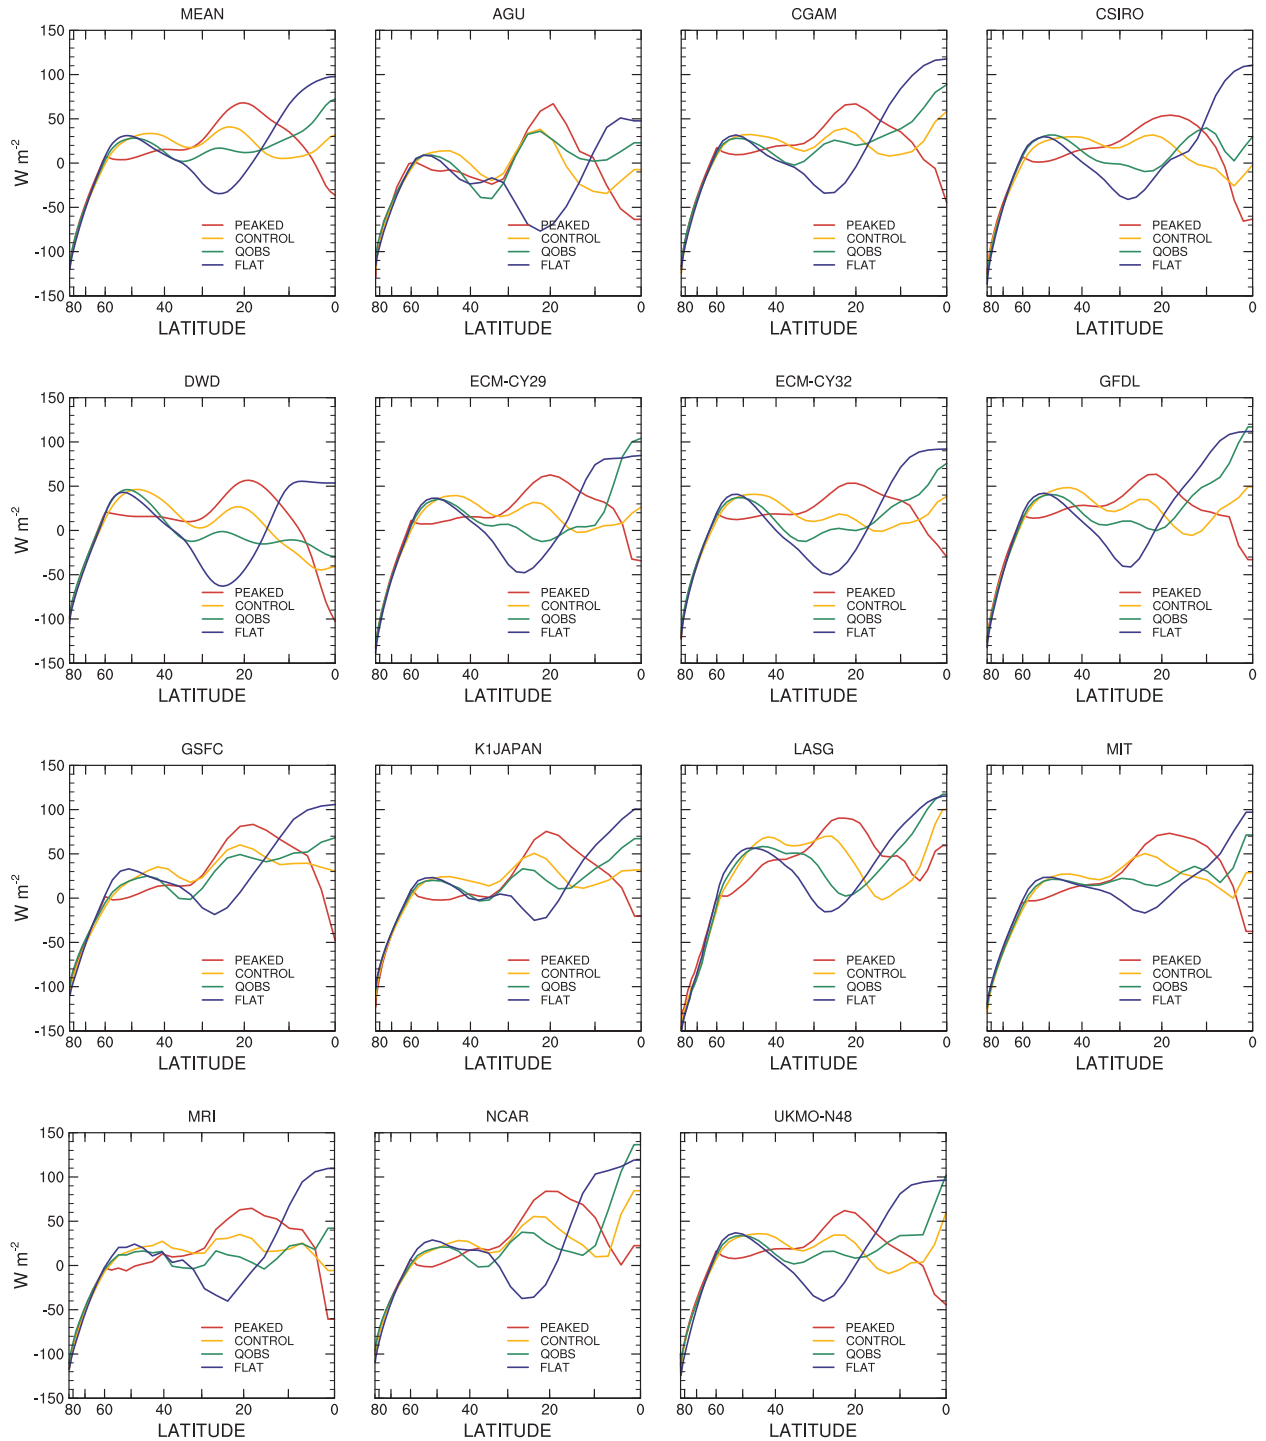 MEAN AGU CGAM CSIRO
150
100
50
0
-50
-100
-150
W m-2
PEAKED PEAKED PEAKED PEAKED
CONTROL CONTROL CONTROL CONTROL
QOBS QOBS QOBS QOBS
FLAT FLAT FLAT FLAT
80 60 40 20 0 80 60 40 20 0 80 60 40 20 0 80 60 40 20 0
LATITUDE LATITUDE LATITUDE LATITUDE
DWD ECM-CY29 ECM-CY32 GFDL
150
100
50
0
-50
-100
-150
W m-2
PEAKED PEAKED PEAKED PEAKED
CONTROL CONTROL CONTROL CONTROL
QOBS QOBS QOBS QOBS
FLAT FLAT FLAT FLAT
80 60 40 20 0 80 60 40 20 0 80 60 40 20 0 80 60 40 20 0
LATITUDE LATITUDE LATITUDE LATITUDE
GSFC K1JAPAN LASG MIT
150
100
50
0
-50
-100
-150
W m-2
PEAKED PEAKED PEAKED PEAKED
CONTROL CONTROL CONTROL CONTROL
QOBS QOBS QOBS QOBS
FLAT FLAT FLAT FLAT
80 60 40 20 0 80 60 40 20 0 80 60 40 20 0 80 60 40 20 0
LATITUDE LATITUDE LATITUDE LATITUDE
MRI NCAR UKMO-N48
150
100
50
0
-50
-100
-150
W m-2
PEAKED PEAKED PEAKED
CONTROL CONTROL CONTROL
QOBS QOBS QOBS
FLAT FLAT FLAT
80 60 40 20 0 80 60 40 20 0 80 60 40 20 0
LATITUDE LATITUDE LATITUDE